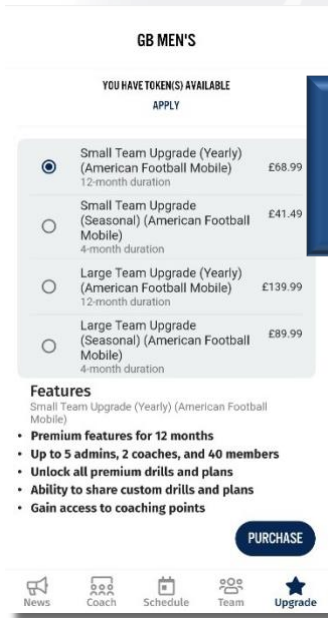 GB MEN'S
YOU HAVE TOKEN(S) AVAILABLE
APPLY
Small Team Upgrade (Yearly)
(American Football Mobile)
12-month duration
£68.99
Small Team Upgrade
(Seasonal) (American Football
Mobile)
4-month duration
£41.49
Large Team Upgrade (Yearly)
(American Football Mobile)
12-month duration
£139.99
Large Team Upgrade
(Seasonal) (American Football
Mobile)
4-month duration
£89.99
Features
Small Team Upgrade (Yearly) (American Football
Mobile)
• Premium features for 12 months
• Up to 5 admins, 2 coaches, and 40 members
• Unlock all premium drills and plans
• Ability to share custom drills and plans
• Gain access to coaching points
PURCHASE
News
Coach
Schedule
Team
Upgrade